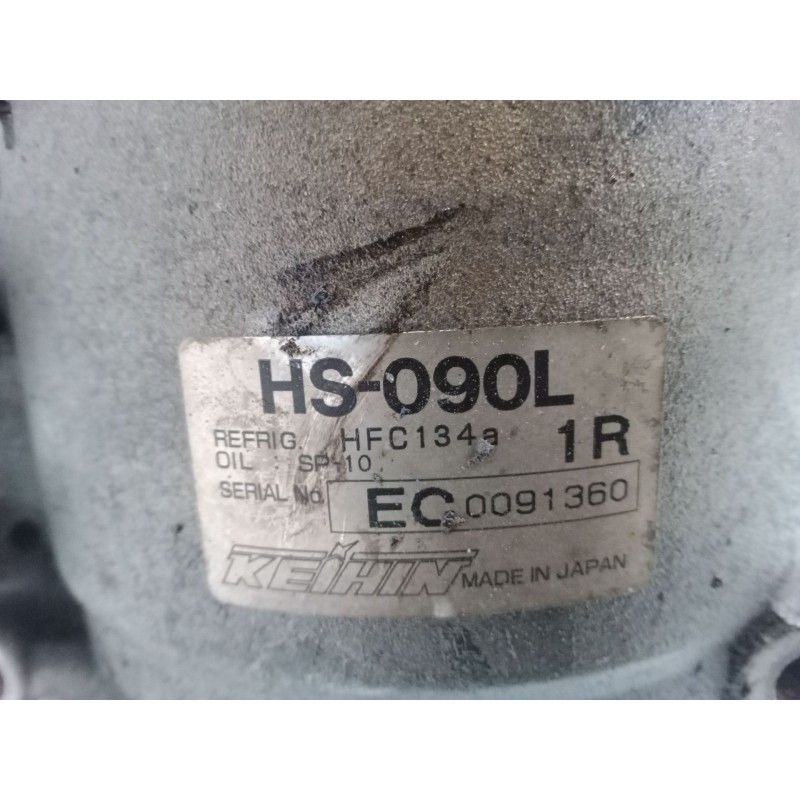 HS-090L
REFRIG. HFC134a 1R
OIL : SP-10
SERIAL No. EC 0091360
KEIHIN MADE IN JAPAN